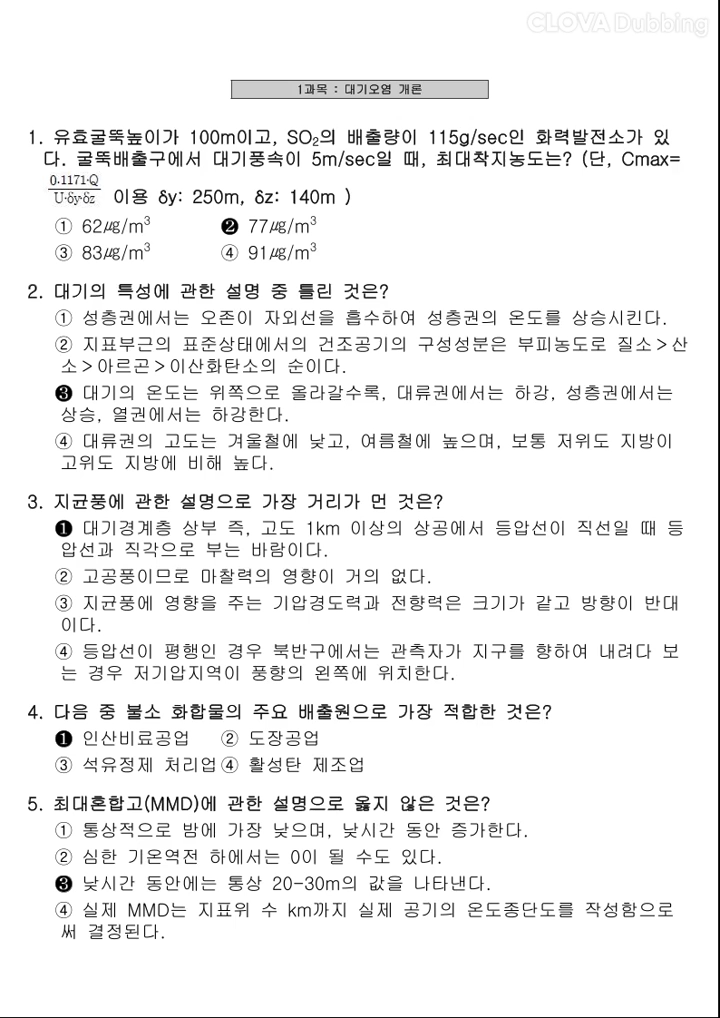 CLOVA Dubbing
1과목 : 대기오염 개론
1. 유효굴뚝높이가 100m이고, SO₂의 배출량이 115g/sec인 화력발전소가 있
다. 굴뚝배출구에서 대기풍속이 5m/sec일 때, 최대착지농도는? (단, Cmax=
0.1171·Q
U·δy·δz 이용 δy: 250m, δz: 140m )
① 62㎍/m³ ❷ 77㎍/m³
③ 83㎍/m³ ④ 91㎍/m³
2. 대기의 특성에 관한 설명 중 틀린 것은?
① 성층권에서는 오존이 자외선을 흡수하여 성층권의 온도를 상승시킨다.
② 지표부근의 표준상태에서의 건조공기의 구성성분은 부피농도로 질소>산
소>아르곤>이산화탄소의 순이다.
❸ 대기의 온도는 위쪽으로 올라갈수록, 대류권에서는 하강, 성층권에서는
상승, 열권에서는 하강한다.
④ 대류권의 고도는 겨울철에 낮고, 여름철에 높으며, 보통 저위도 지방이
고위도 지방에 비해 높다.
3. 지균풍에 관한 설명으로 가장 거리가 먼 것은?
❶ 대기경계층 상부 즉, 고도 1km 이상의 상공에서 등압선이 직선일 때 등
압선과 직각으로 부는 바람이다.
② 고공풍이므로 마찰력의 영향이 거의 없다.
③ 지균풍에 영향을 주는 기압경도력과 전향력은 크기가 같고 방향이 반대
이다.
④ 등압선이 평행인 경우 북반구에서는 관측자가 지구를 향하여 내려다 보
는 경우 저기압지역이 풍향의 왼쪽에 위치한다.
4. 다음 중 불소 화합물의 주요 배출원으로 가장 적합한 것은?
❶ 인산비료공업 ② 도장공업
③ 석유정제 처리업 ④ 활성탄 제조업
5. 최대혼합고(MMD)에 관한 설명으로 옳지 않은 것은?
① 통상적으로 밤에 가장 낮으며, 낮시간 동안 증가한다.
② 심한 기온역전 하에서는 0이 될 수도 있다.
❸ 낮시간 동안에는 통상 20-30m의 값을 나타낸다.
④ 실제 MMD는 지표위 수 km까지 실제 공기의 온도종단도를 작성함으로
써 결정된다.